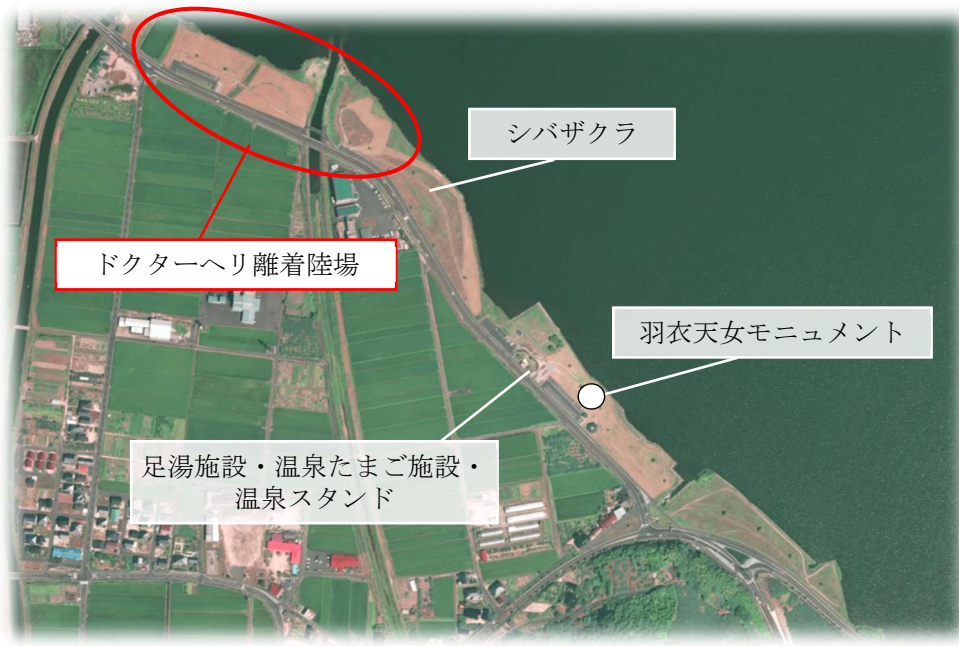 シバザクラ
ドクターヘリ離着陸場
羽衣天女モニュメント
足湯施設・温泉たまご施設・
温泉スタンド